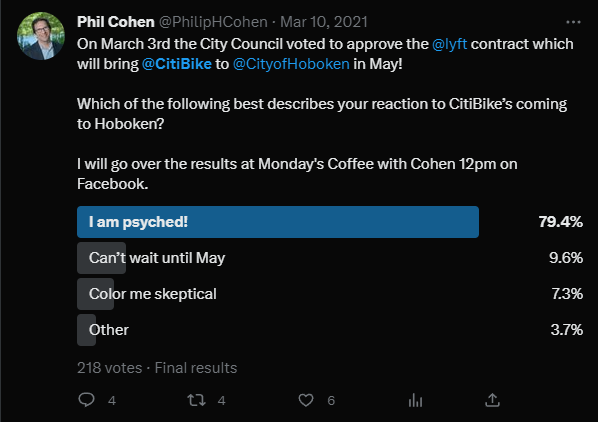 Phil Cohen @PhilipHCohen · Mar 10, 2021
On March 3rd the City Council voted to approve the @lyft contract which
will bring @CitiBike to @CityofHoboken in May!
Which of the following best describes your reaction to CitiBike's coming
to Hoboken?
I will go over the results at Monday's Coffee with Cohen 12pm on
Facebook.
I am psyched! 79.4%
Can't wait until May 9.6%
Color me skeptical 7.3%
Other 3.7%
218 votes · Final results
4 4 6